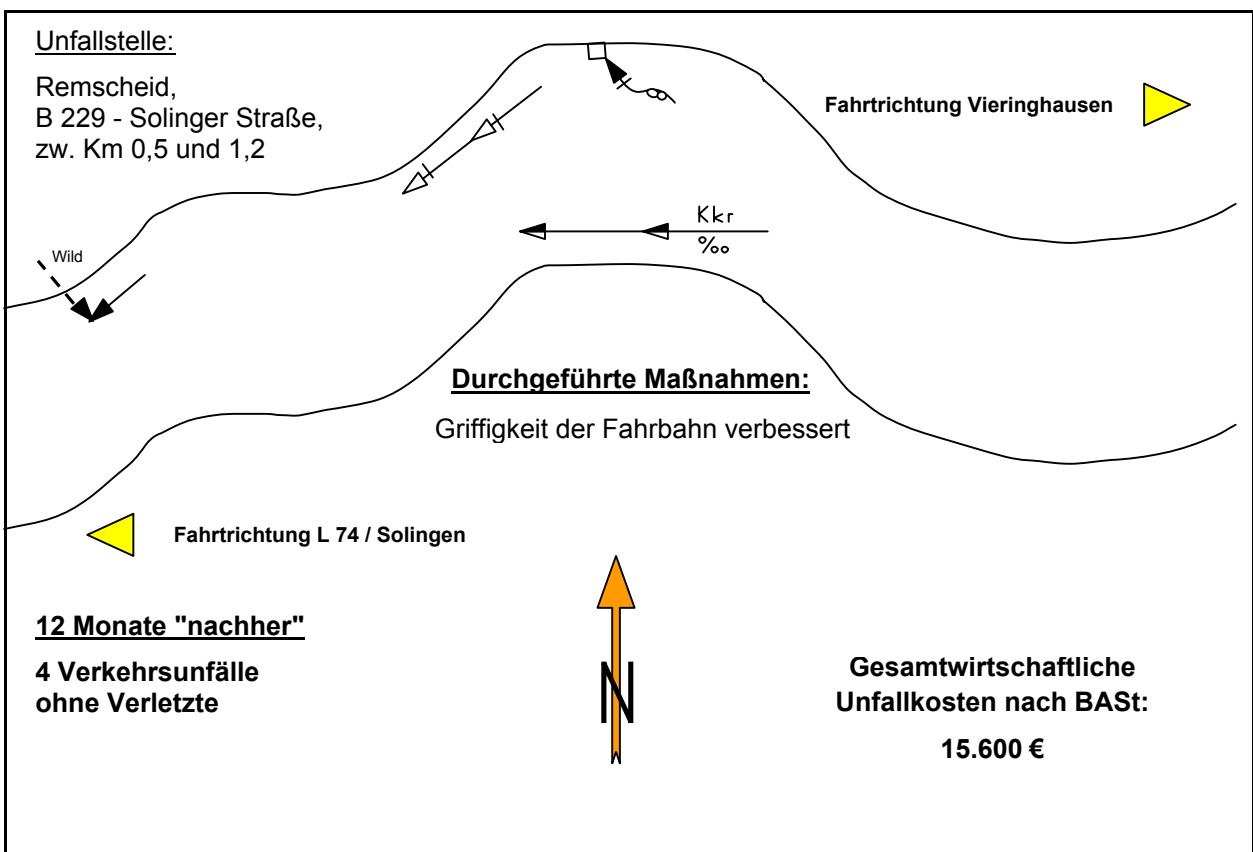 Unfallstelle:
Remscheid,
B 229 - Solinger Straße,
zw. Km 0,5 und 1,2
Fahrtrichtung Vieringhausen
Kkr
‰
Wild
Durchgeführte Maßnahmen:
Griffigkeit der Fahrbahn verbessert
Fahrtrichtung L 74 / Solingen
12 Monate "nachher"
4 Verkehrsunfälle
ohne Verletzte
N
Gesamtwirtschaftliche
Unfallkosten nach BASt:
15.600 €